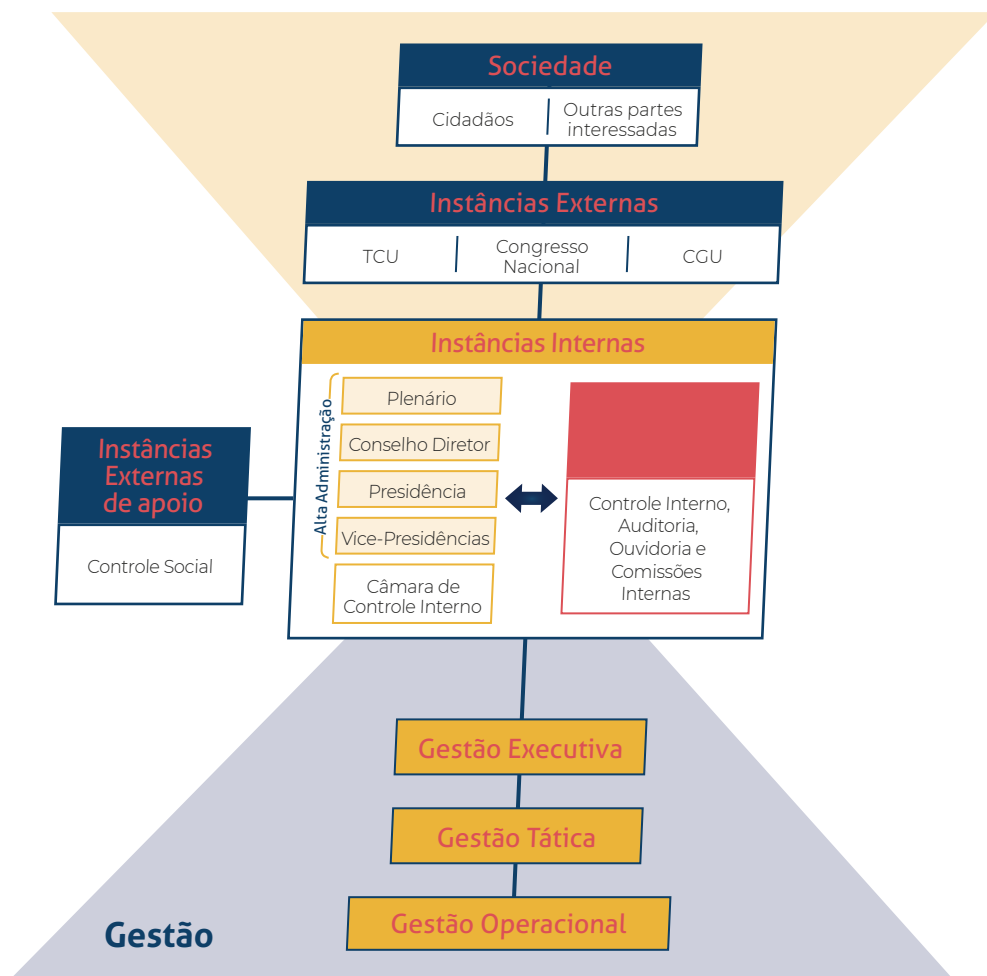 Sociedade
Cidadãos
Outras partes
interessadas
Instâncias Externas
TCU
Congresso
Nacional
CGU
Instâncias Internas
Alta Administração
Plenário
Conselho Diretor
Presidência
Vice-Presidências
Câmara de
Controle Interno
Controle Interno,
Auditoria,
Ouvidoria e
Comissões
Internas
Instâncias
Externas
de apoio
Controle Social
Gestão Executiva
Gestão Tática
Gestão Operacional
Gestão